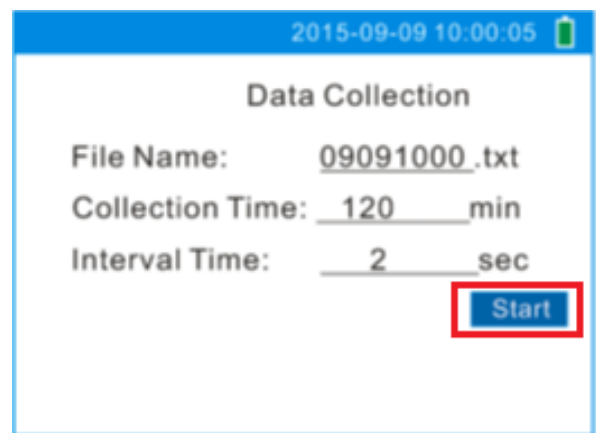 2015-09-09 10:00:05
Data Collection
File Name: 09091000 .txt
Collection Time: 120 min
Interval Time: 2 sec
Start